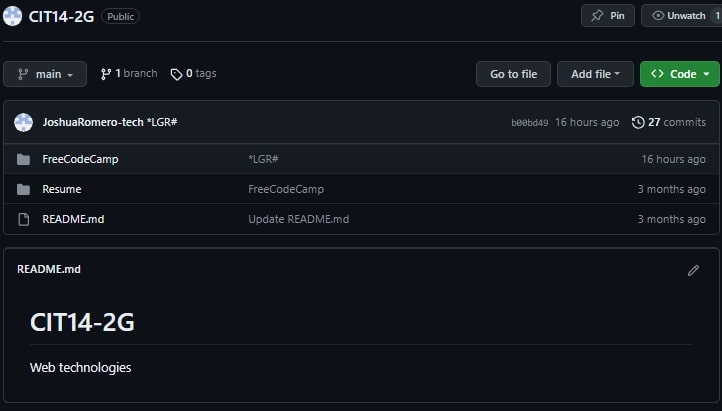 CIT14-2G Public Pin Unwatch 1
main 1 branch 0 tags Go to file Add file Code
JoshuaRomero-tech *LGR# b00bd49 16 hours ago 27 commits
FreeCodeCamp *LGR# 16 hours ago
Resume FreeCodeCamp 3 months ago
README.md Update README.md 3 months ago
README.md
CIT14-2G
Web technologies